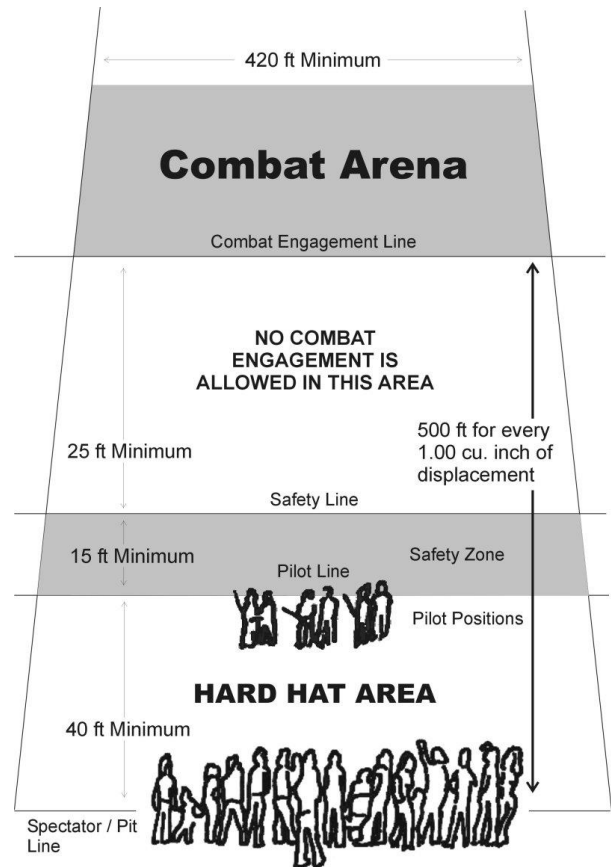 420 ft Minimum
Combat Arena
Combat Engagement Line
NO COMBAT
ENGAGEMENT IS
ALLOWED IN THIS AREA
500 ft for every
1.00 cu. inch of
displacement
25 ft Minimum
Safety Line
15 ft Minimum
Safety Zone
Pilot Line
Pilot Positions
HARD HAT AREA
40 ft Minimum
Spectator / Pit
Line